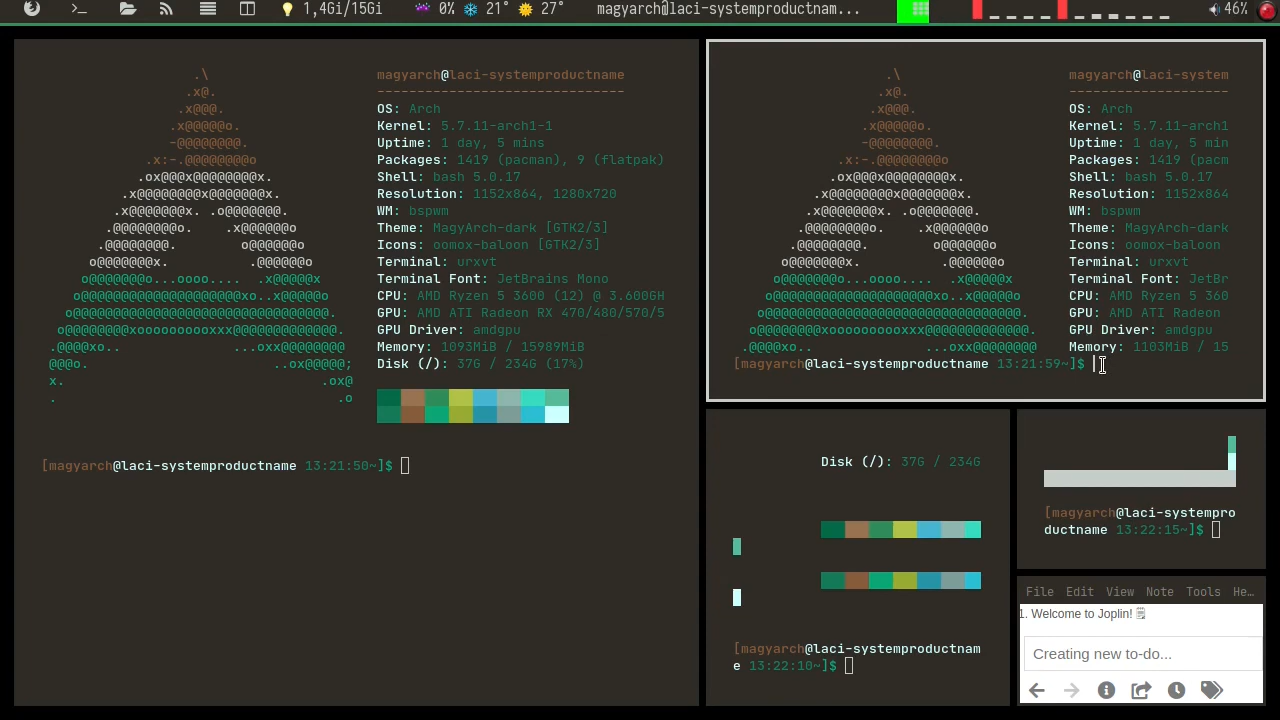 1,4Gi/15Gi 0% 21° 27° magyarch@laci-systemproductnam... 46%
magyarch@laci-systemproductname
-------------------------------
OS: Arch
Kernel: 5.7.11-arch1-1
Uptime: 1 day, 5 mins
Packages: 1419 (pacman), 9 (flatpak)
Shell: bash 5.0.17
Resolution: 1152x864, 1280x720
WM: bspwm
Theme: MagyArch-dark [GTK2/3]
Icons: oomox-baloon [GTK2/3]
Terminal: urxvt
Terminal Font: JetBrains Mono
CPU: AMD Ryzen 5 3600 (12) @ 3.600GH
GPU: AMD ATI Radeon RX 470/480/570/5
GPU Driver: amdgpu
Memory: 1093MiB / 15989MiB
Disk (/): 37G / 234G (17%)
[magyarch@laci-systemproductname 13:21:50~]$
magyarch@laci-system
--------------------
OS: Arch
Kernel: 5.7.11-arch1
Uptime: 1 day, 5 min
Packages: 1419 (pacm
Shell: bash 5.0.17
Resolution: 1152x864
WM: bspwm
Theme: MagyArch-dark
Icons: oomox-baloon
Terminal: urxvt
Terminal Font: JetBr
CPU: AMD Ryzen 5 360
GPU: AMD ATI Radeon
GPU Driver: amdgpu
Memory: 1103MiB / 15
[magyarch@laci-systemproductname 13:21:59~]$
Disk (/): 37G / 234G
[magyarch@laci-systemproductnam
e 13:22:10~]$
[magyarch@laci-systempro
ductname 13:22:15~]$
File Edit View Note Tools He...
1. Welcome to Joplin!
Creating new to-do...